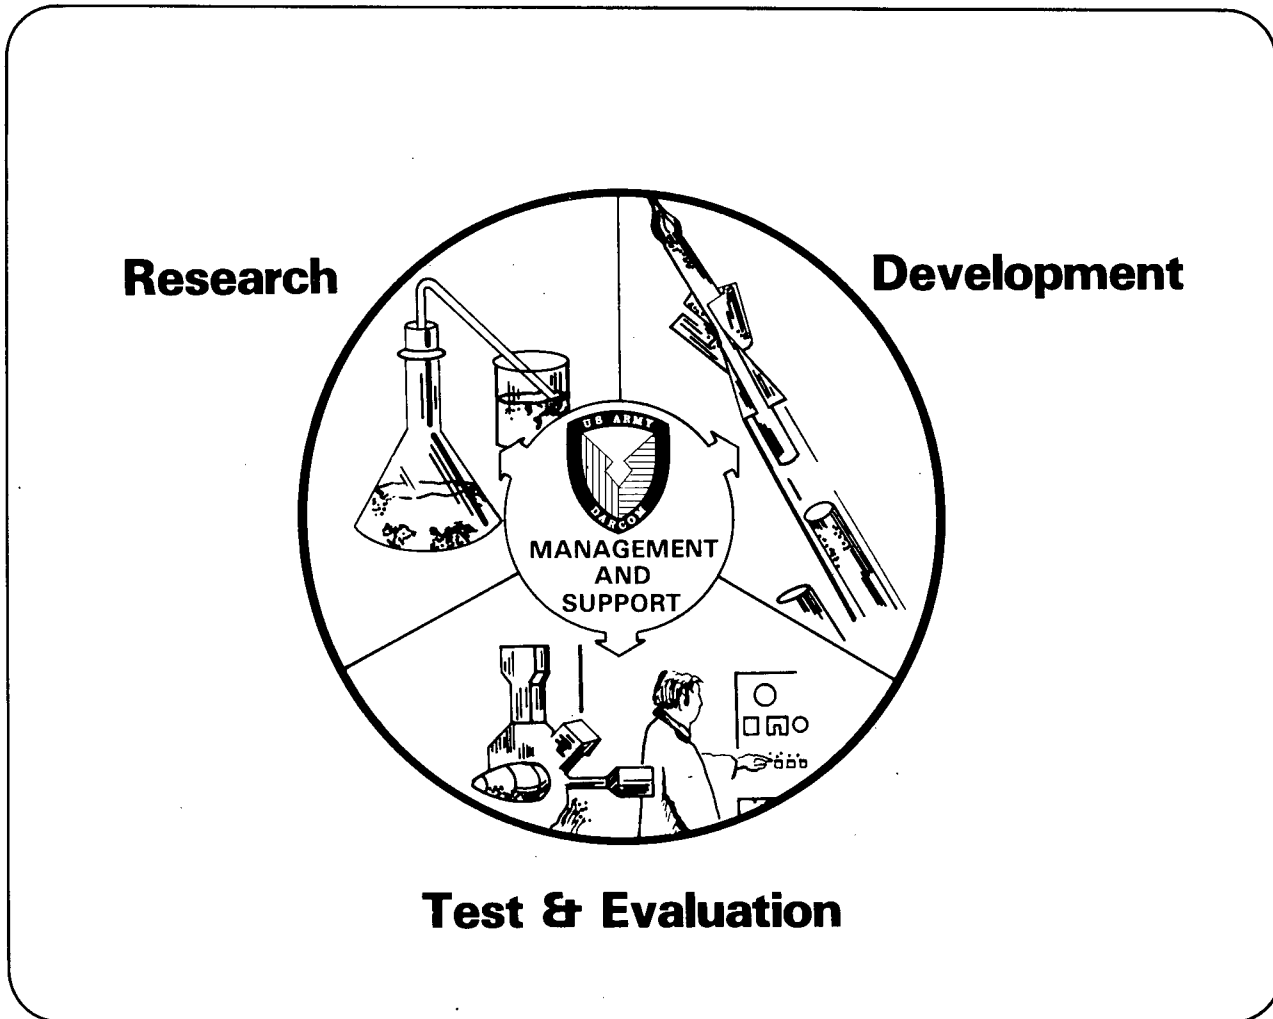 Research
Development
US ARMY
DARCOM
MANAGEMENT
AND
SUPPORT
Test & Evaluation